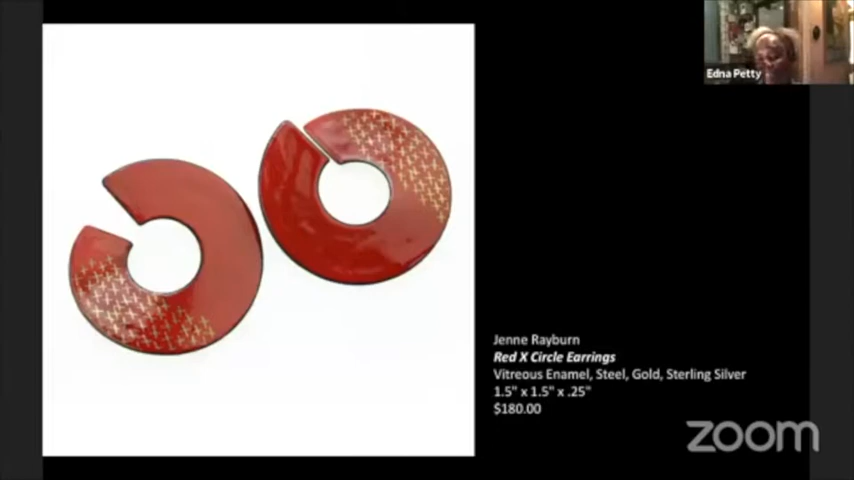 Edna Petty
Jenne Rayburn
Red X Circle Earrings
Vitreous Enamel, Steel, Gold, Sterling Silver
1.5" x 1.5" x .25"
$180.00
zoom